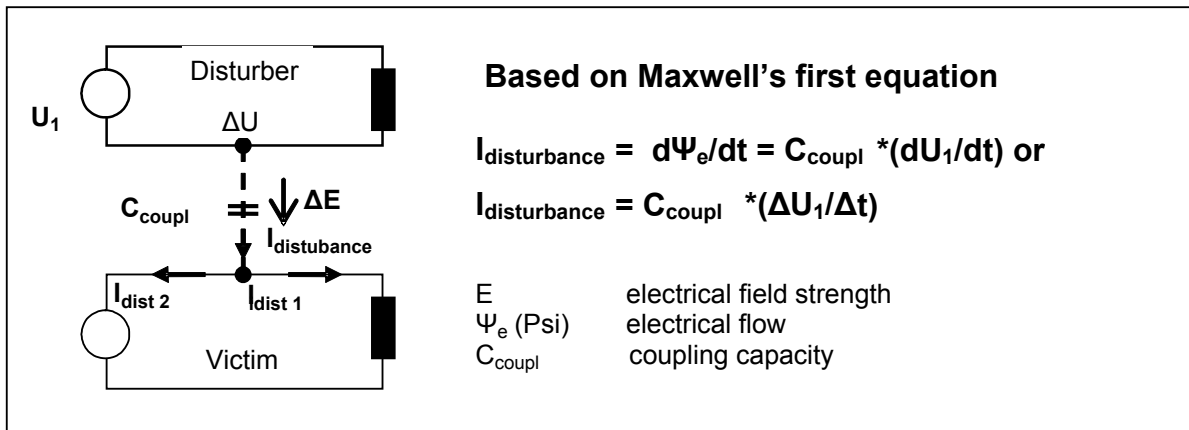 Disturber
U1
ΔU
Ccoupl
ΔE
Idistubance
Idist 2
Idist 1
Victim
Based on Maxwell’s first equation
Idisturbance = dΨe/dt = Ccoupl *(dU1/dt) or
Idisturbance = Ccoupl *(ΔU1/Δt)
E electrical field strength
Ψe (Psi) electrical flow
Ccoupl coupling capacity